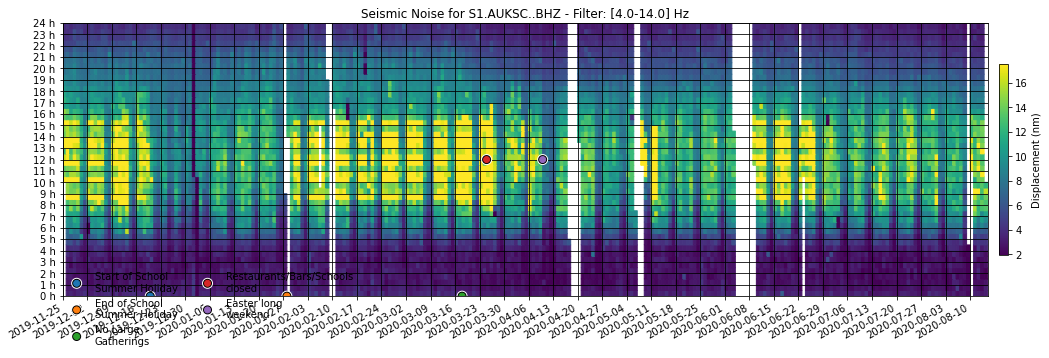 Seismic Noise for S1.AUKSC..BHZ - Filter: [4.0-14.0] Hz
24 h
23 h
22 h
21 h
20 h
19 h
18 h
17 h
16 h
15 h
14 h
13 h
12 h
11 h
10 h
9 h
8 h
7 h
6 h
5 h
4 h
3 h
2 h
1 h
0 h
16
14
12
10
8
6
4
2
Displacement (nm)
2019-11-25
2020-02-03
2020-02-10
2020-02-17
2020-02-24
2020-03-02
2020-03-09
2020-03-16
2020-03-23
2020-03-30
2020-04-06
2020-04-13
2020-04-20
2020-04-27
2020-05-04
2020-05-11
2020-05-18
2020-05-25
2020-06-01
2020-06-08
2020-06-15
2020-06-22
2020-06-29
2020-07-06
2020-07-13
2020-07-20
2020-07-27
2020-08-03
2020-08-10
Start of School
Summer Holiday
End of School
Summer Holiday
No Large
Gatherings
Restaurants/Bars/Schools
closed
Easter long
weekend